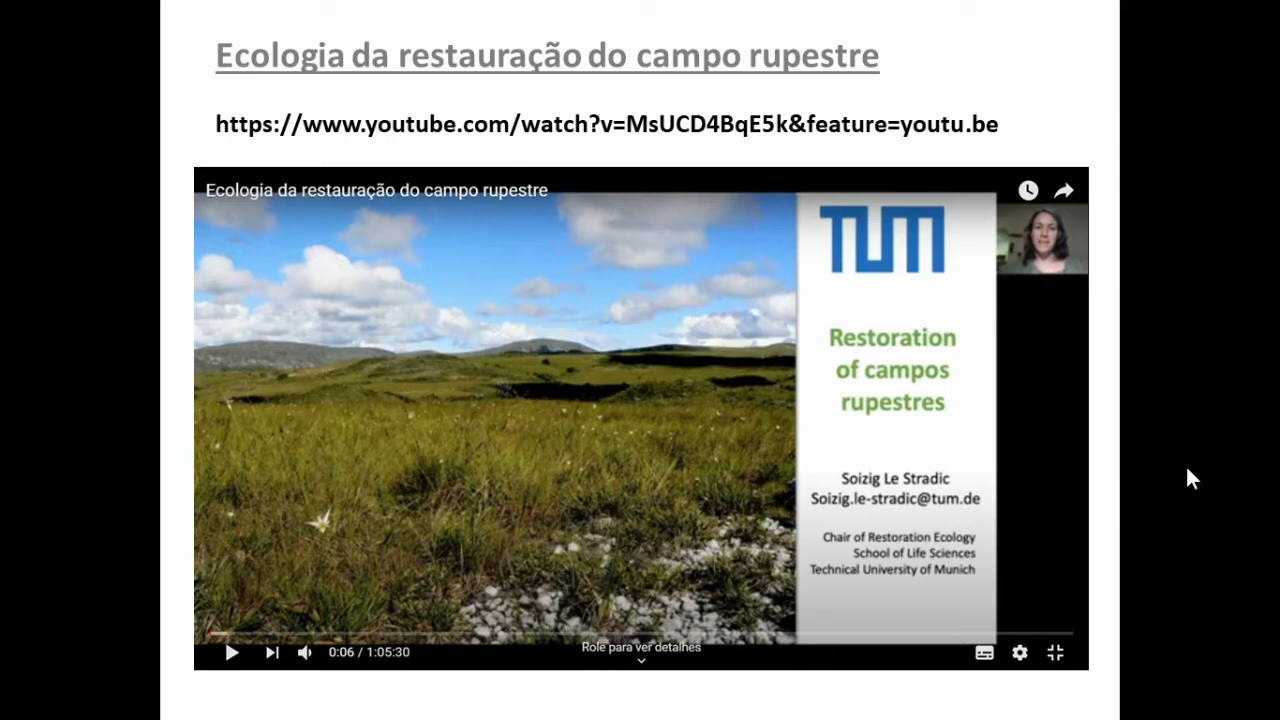 Ecologia da restauração do campo rupestre
https://www.youtube.com/watch?v=MsUCD4BqE5k&feature=youtu.be
Ecologia da restauração do campo rupestre
TUM
Restoration
of campos
rupestres
Soizig Le Stradic
Soizig.le-stradic@tum.de
Chair of Restoration Ecology
School of Life Sciences
Technical University of Munich
Role para ver detalhes
0:06 / 1:05:30